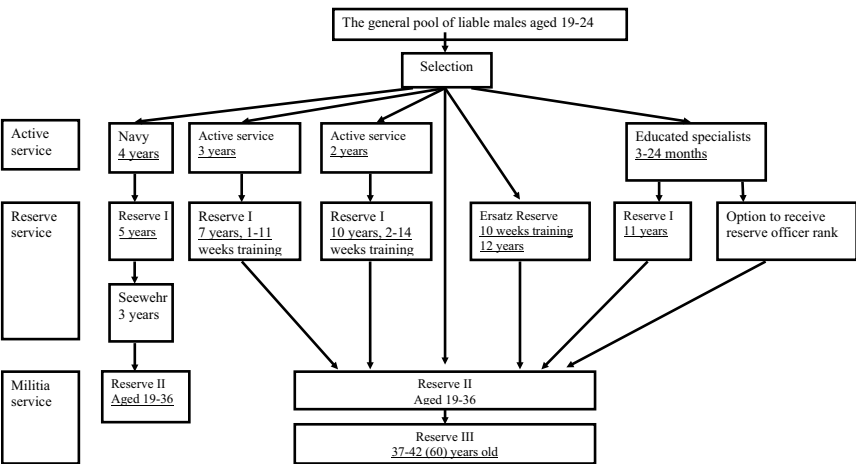 The general pool of liable males aged 19-24
Selection
Active
service
Navy
4 years
Active service
3 years
Active service
2 years
Educated specialists
3-24 months
Reserve
service
Reserve I
5 years
Reserve I
7 years, 1-11
weeks training
Reserve I
10 years, 2-14
weeks training
Ersatz Reserve
10 weeks training
12 years
Reserve I
11 years
Option to receive
reserve officer rank
Seewehr
3 years
Militia
service
Reserve II
Aged 19-36
Reserve II
Aged 19-36
Reserve III
37-42 (60) years old